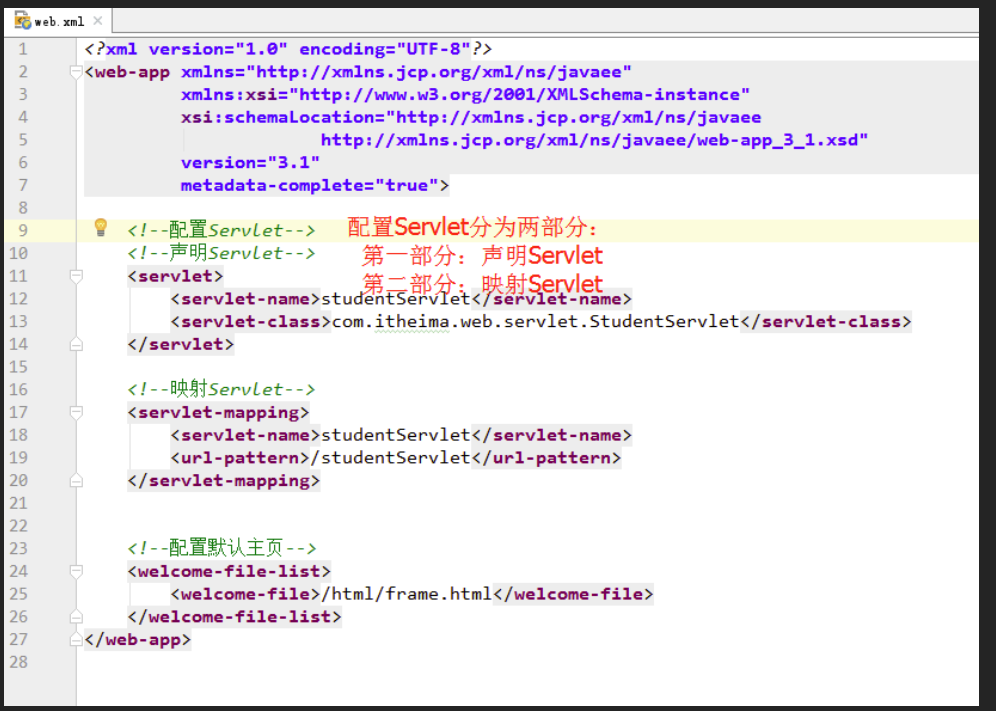 web.xml
1 <?xml version="1.0" encoding="UTF-8"?>
2 <web-app xmlns="http://xmlns.jcp.org/xml/ns/javaee"
3 xmlns:xsi="http://www.w3.org/2001/XMLSchema-instance"
4 xsi:schemaLocation="http://xmlns.jcp.org/xml/ns/javaee
5 http://xmlns.jcp.org/xml/ns/javaee/web-app_3_1.xsd"
6 version="3.1"
7 metadata-complete="true">
8
9 <!--配置Servlet--> 配置Servlet分为两部分：
10 <!--声明Servlet--> 第一部分：声明Servlet
11 <servlet> 第二部分：映射Servlet
12 <servlet-name>studentServlet</servlet-name>
13 <servlet-class>com.itheima.web.servlet.StudentServlet</servlet-class>
14 </servlet>
15
16 <!--映射Servlet-->
17 <servlet-mapping>
18 <servlet-name>studentServlet</servlet-name>
19 <url-pattern>/studentServlet</url-pattern>
20 </servlet-mapping>
21
22
23 <!--配置默认主页-->
24 <welcome-file-list>
25 <welcome-file>/html/frame.html</welcome-file>
26 </welcome-file-list>
27 </web-app>
28